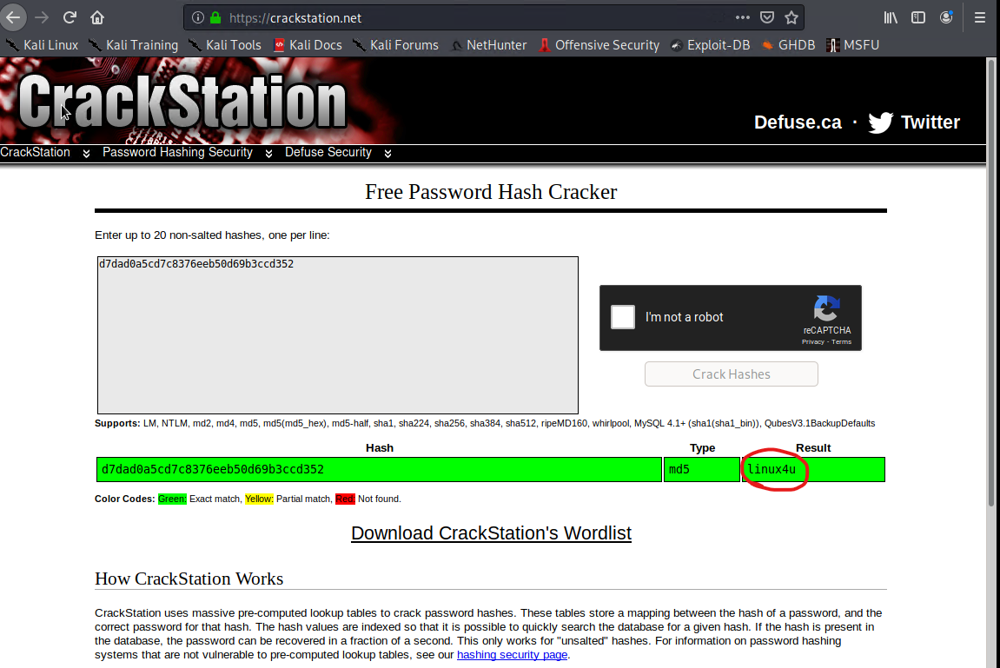 https://crackstation.net
Kali Linux Kali Training Kali Tools Kali Docs Kali Forums NetHunter Offensive Security Exploit-DB GHDB MSFU
CrackStation
Defuse.ca · Twitter
CrackStation Password Hashing Security Defuse Security
Free Password Hash Cracker
Enter up to 20 non-salted hashes, one per line:
d7dad0a5cd7c8376eeb50d69b3ccd352
I'm not a robot
reCAPTCHA
Privacy - Terms
Crack Hashes
Supports: LM, NTLM, md2, md4, md5, md5(md5_hex), md5-half, sha1, sha224, sha256, sha384, sha512, ripeMD160, whirlpool, MySQL 4.1+ (sha1(sha1_bin)), QubesV3.1BackupDefaults
Hash Type Result
d7dad0a5cd7c8376eeb50d69b3ccd352 md5 linux4u
Color Codes: Green: Exact match, Yellow: Partial match, Red: Not found.
Download CrackStation's Wordlist
How CrackStation Works
CrackStation uses massive pre-computed lookup tables to crack password hashes. These tables store a mapping between the hash of a password, and the
correct password for that hash. The hash values are indexed so that it is possible to quickly search the database for a given hash. If the hash is present in
the database, the password can be recovered in a fraction of a second. This only works for "unsalted" hashes. For information on password hashing
systems that are not vulnerable to pre-computed lookup tables, see our hashing security page.